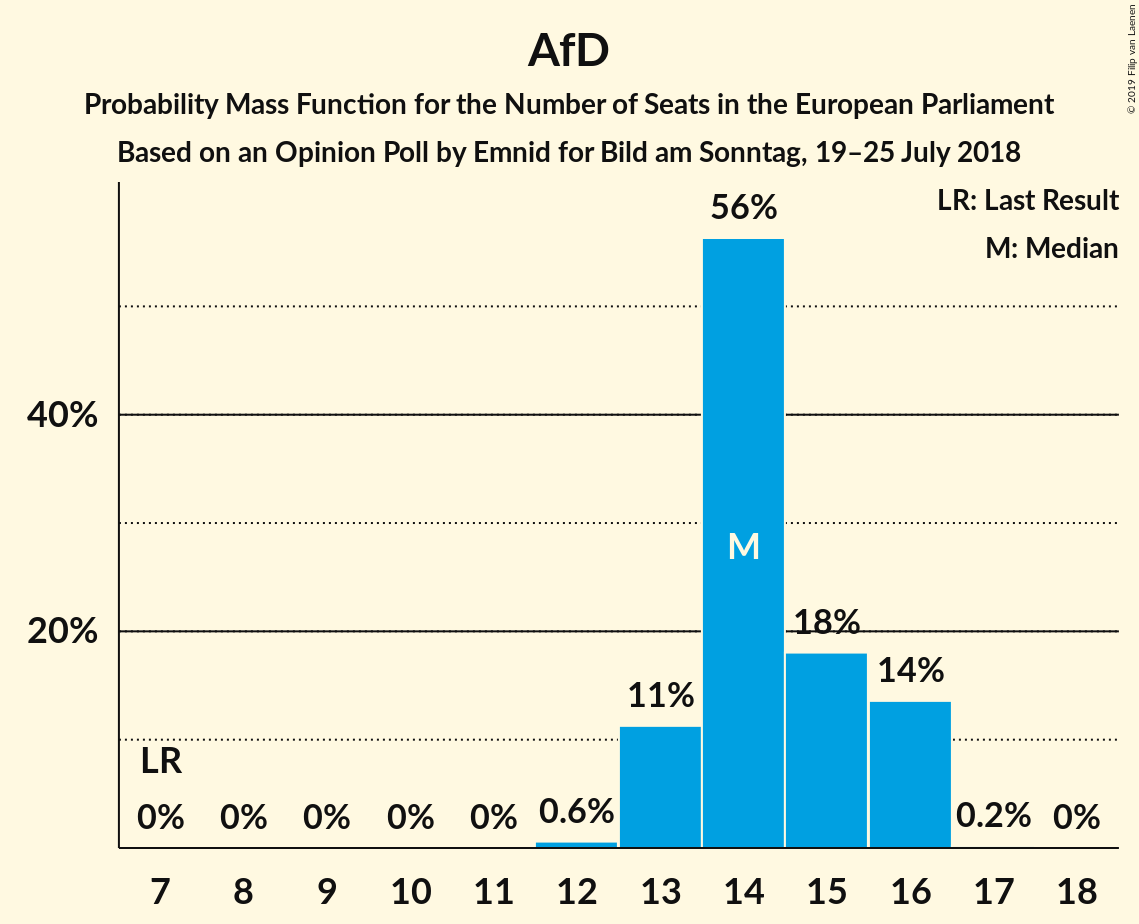 AfD
Probability Mass Function for the Number of Seats in the European Parliament
Based on an Opinion Poll by Emnid for Bild am Sonntag, 19–25 July 2018
© 2019 Filip van Laenen
LR: Last Result
M: Median
56%
40%
M
20%
18%
14%
11%
LR
0% 0% 0% 0% 0% 0.6% 0.2% 0%
7 8 9 10 11 12 13 14 15 16 17 18